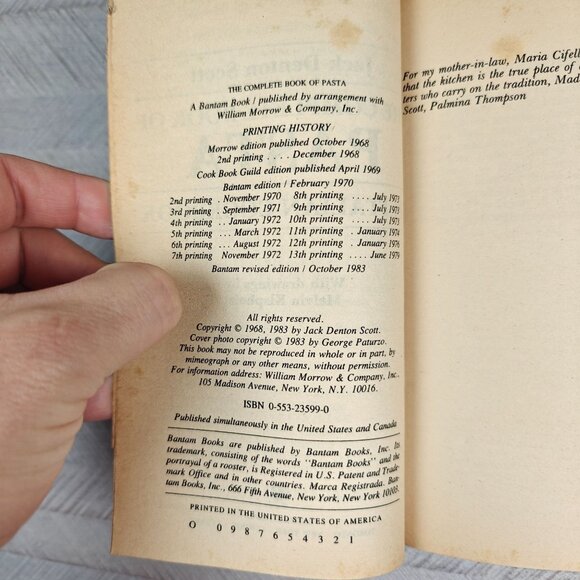 THE COMPLETE BOOK OF PASTA
A Bantam Book / published by arrangement with
William Morrow & Company, Inc.
PRINTING HISTORY
Morrow edition published October 1968
2nd printing .... December 1968
Cook Book Guild edition published April 1969
Bantam edition / February 1970
2nd printing . November 1970 8th printing .... July 1973
3rd printing . September 1971 9th printing .... July 1973
4th printing .. January 1972 10th printing .... July 1973
5th printing ... March 1972 11th printing . January 1974
6th printing .. August 1972 12th printing . January 1976
7th printing November 1972 13th printing .... June 1979
Bantam revised edition / October 1983
All rights reserved.
Copyright © 1968, 1983 by Jack Denton Scott.
Cover photo copyright © 1983 by George Paturzo.
This book may not be reproduced in whole or in part, by
mimeograph or any other means, without permission.
For information address: William Morrow & Company, Inc.,
105 Madison Avenue, New York, N.Y. 10016.
ISBN 0-553-23599-0
Published simultaneously in the United States and Canada
Bantam Books are published by Bantam Books, Inc. Its
trademark, consisting of the words "Bantam Books" and the
portrayal of a rooster, is Registered in U.S. Patent and Trade-
mark Office and in other countries. Marca Registrada. Ban-
tam Books, Inc., 666 Fifth Avenue, New York, New York 10103.
PRINTED IN THE UNITED STATES OF AMERICA
O 0 9 8 7 6 5 4 3 2 1
For my mother-in-law, Maria Cifel
that the kitchen is the true place of
ters who carry on the tradition, Mad
Scott, Palmina Thompson